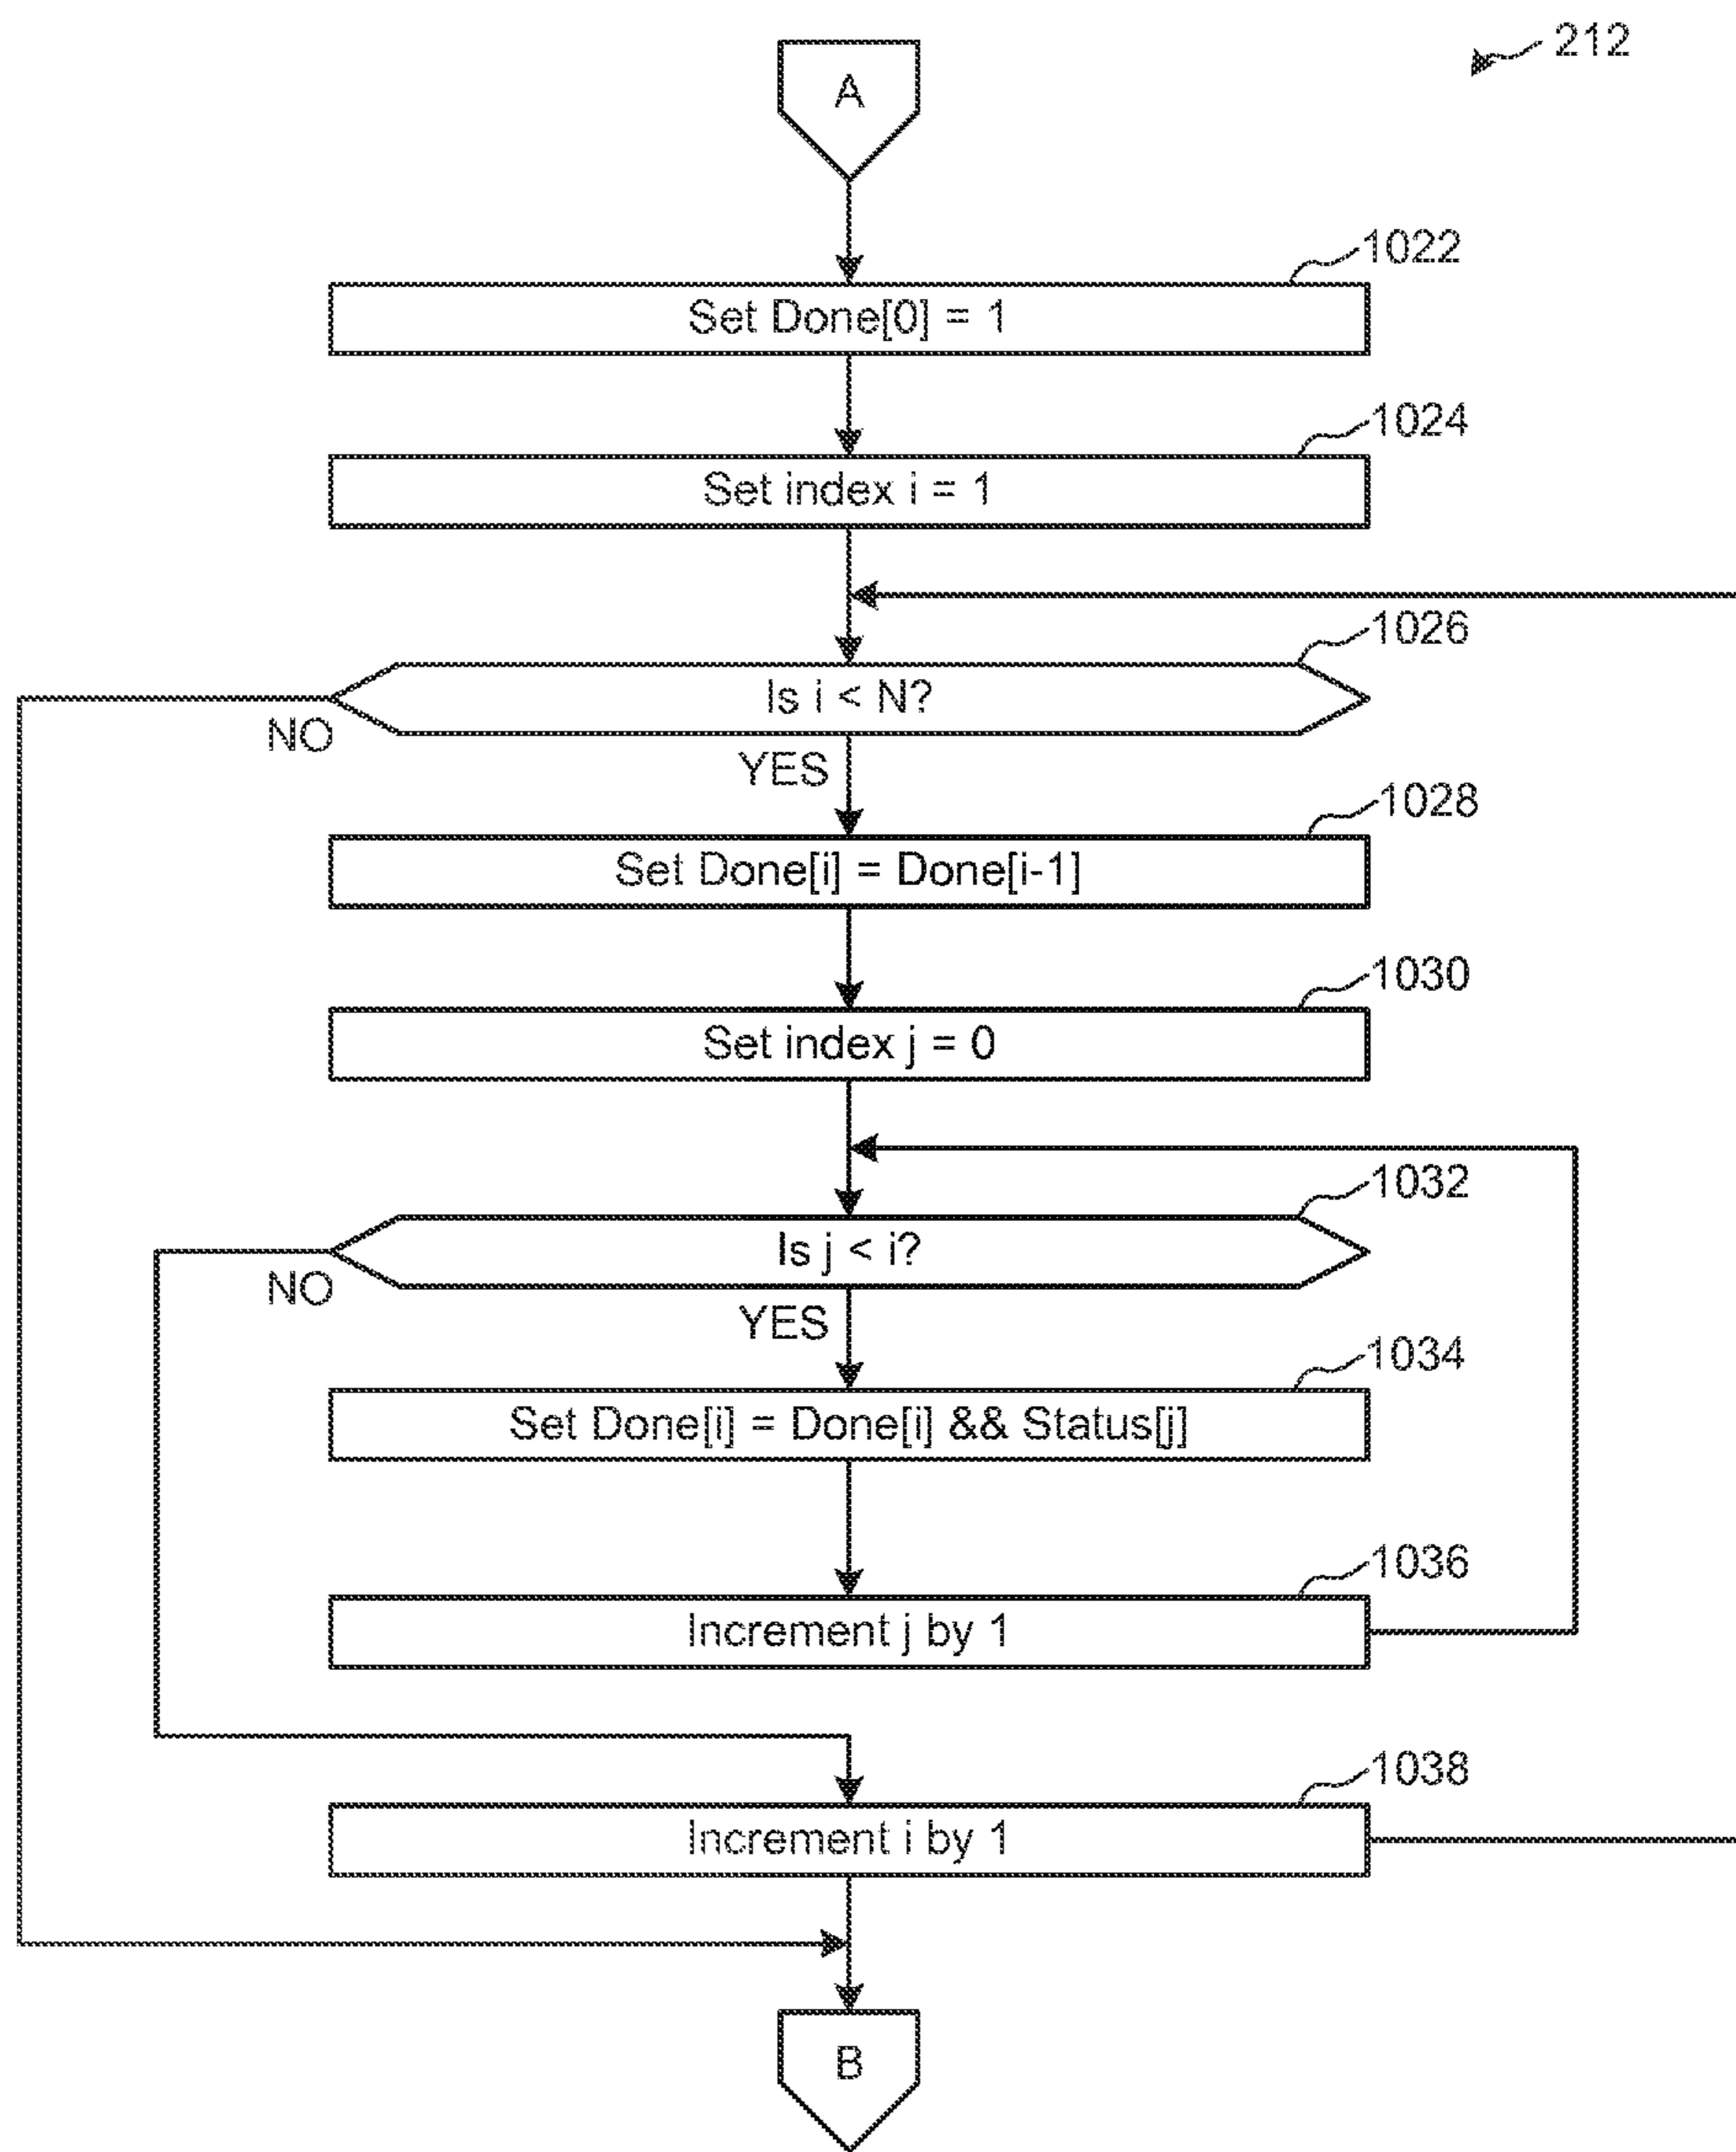 212
A
1022
Set Done[0] = 1
1024
Set index i = 1
1026
Is i < N?
NO
YES
1028
Set Done[i] = Done[i-1]
1030
Set index j = 0
1032
Is j < i?
NO
YES
1034
Set Done[i] = Done[i] && Status[j]
1036
Increment j by 1
1038
Increment i by 1
B